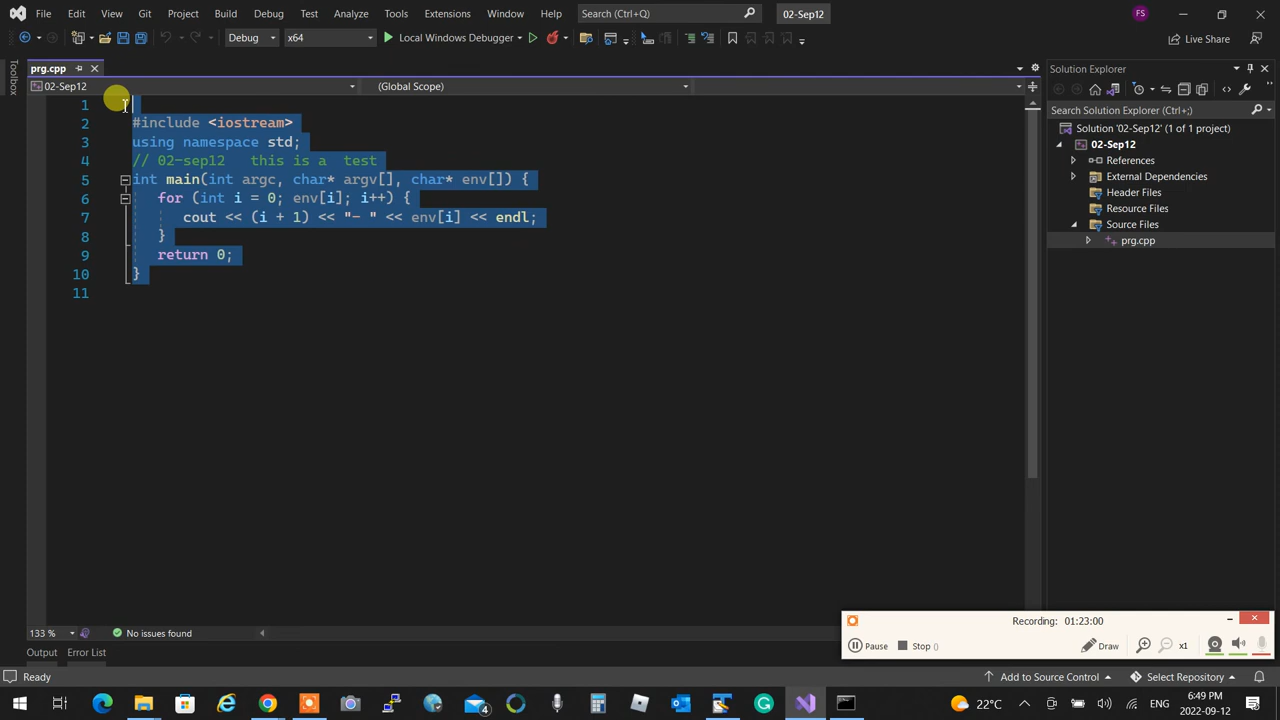 File Edit View Git Project Build Debug Test Analyze Tools Extensions Window Help Search (Ctrl+Q) 02-Sep12 FS
Debug x64 Local Windows Debugger Live Share
Toolbox
prg.cpp
02-Sep12 (Global Scope)
1
2 #include <iostream>
3 using namespace std;
4 // 02-sep12 this is a test
5 int main(int argc, char* argv[], char* env[]) {
6 for (int i = 0; env[i]; i++) {
7 cout << (i + 1) << "- " << env[i] << endl;
8 }
9 return 0;
10 }
11
Solution Explorer
Search Solution Explorer (Ctrl+;)
Solution '02-Sep12' (1 of 1 project)
02-Sep12
References
External Dependencies
Header Files
Resource Files
Source Files
prg.cpp
133 % No issues found
Recording: 01:23:00
Pause Stop () Draw x1
Output Error List
Ready Add to Source Control Select Repository
4 22°C ENG 6:49 PM
2022-09-12